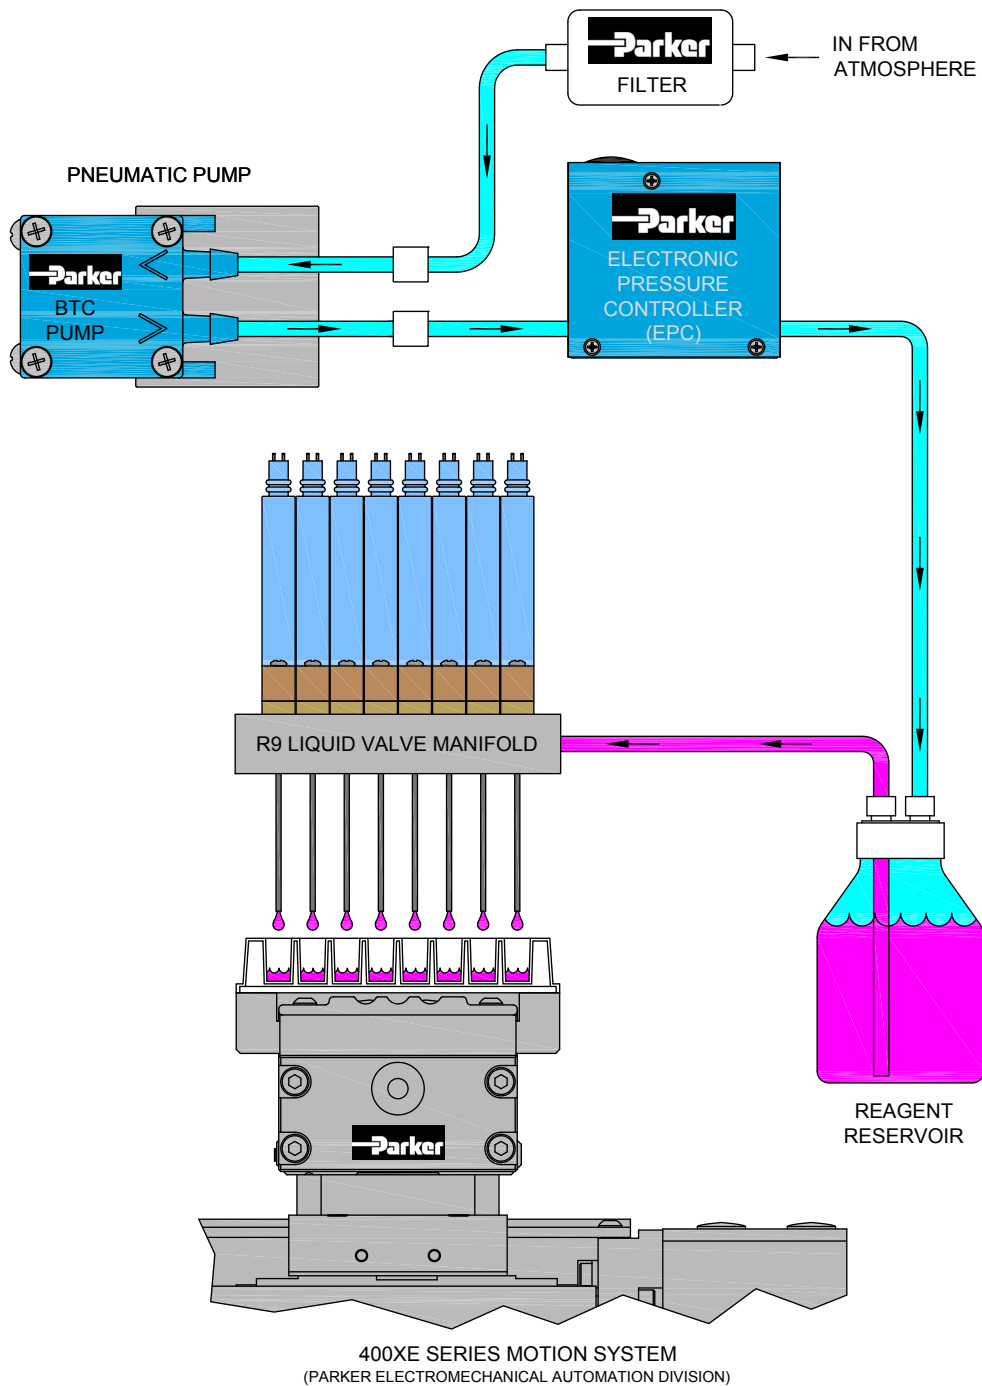 Parker
FILTER
IN FROM
ATMOSPHERE
PNEUMATIC PUMP
Parker
BTC
PUMP
Parker
ELECTRONIC
PRESSURE
CONTROLLER
(EPC)
R9 LIQUID VALVE MANIFOLD
REAGENT
RESERVOIR
Parker
400XE SERIES MOTION SYSTEM
(PARKER ELECTROMECHANICAL AUTOMATION DIVISION)